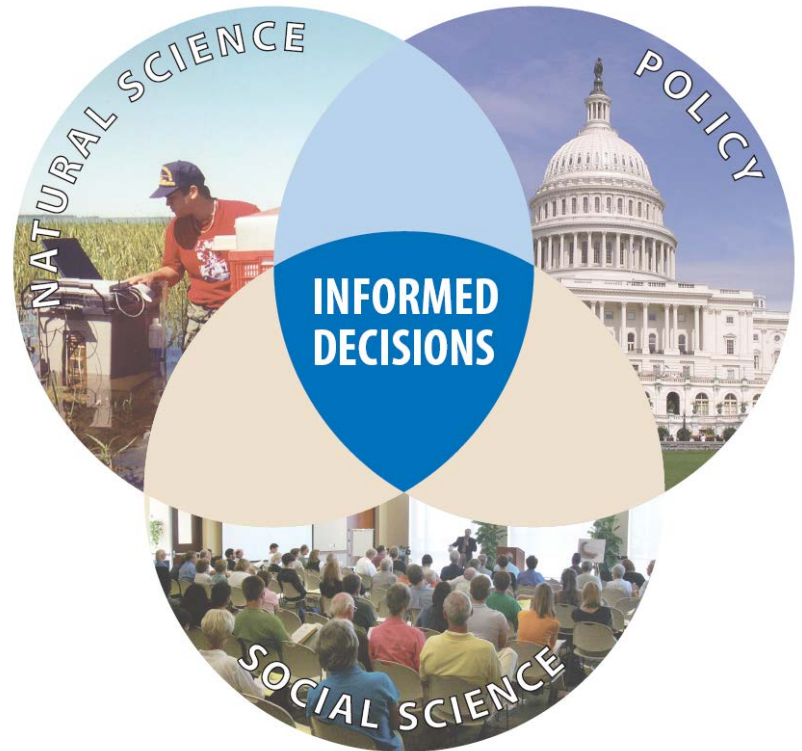 NATURAL SCIENCE
POLICY
INFORMED
DECISIONS
SOCIAL SCIENCE